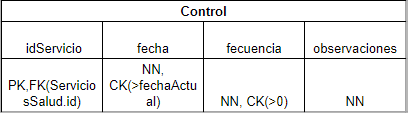 Control
idServicio fecha fecuencia observaciones
PK,FK(Servicio
sSalud.id)
NN,
CK(>fechaActu
al)
NN, CK(>0)
NN